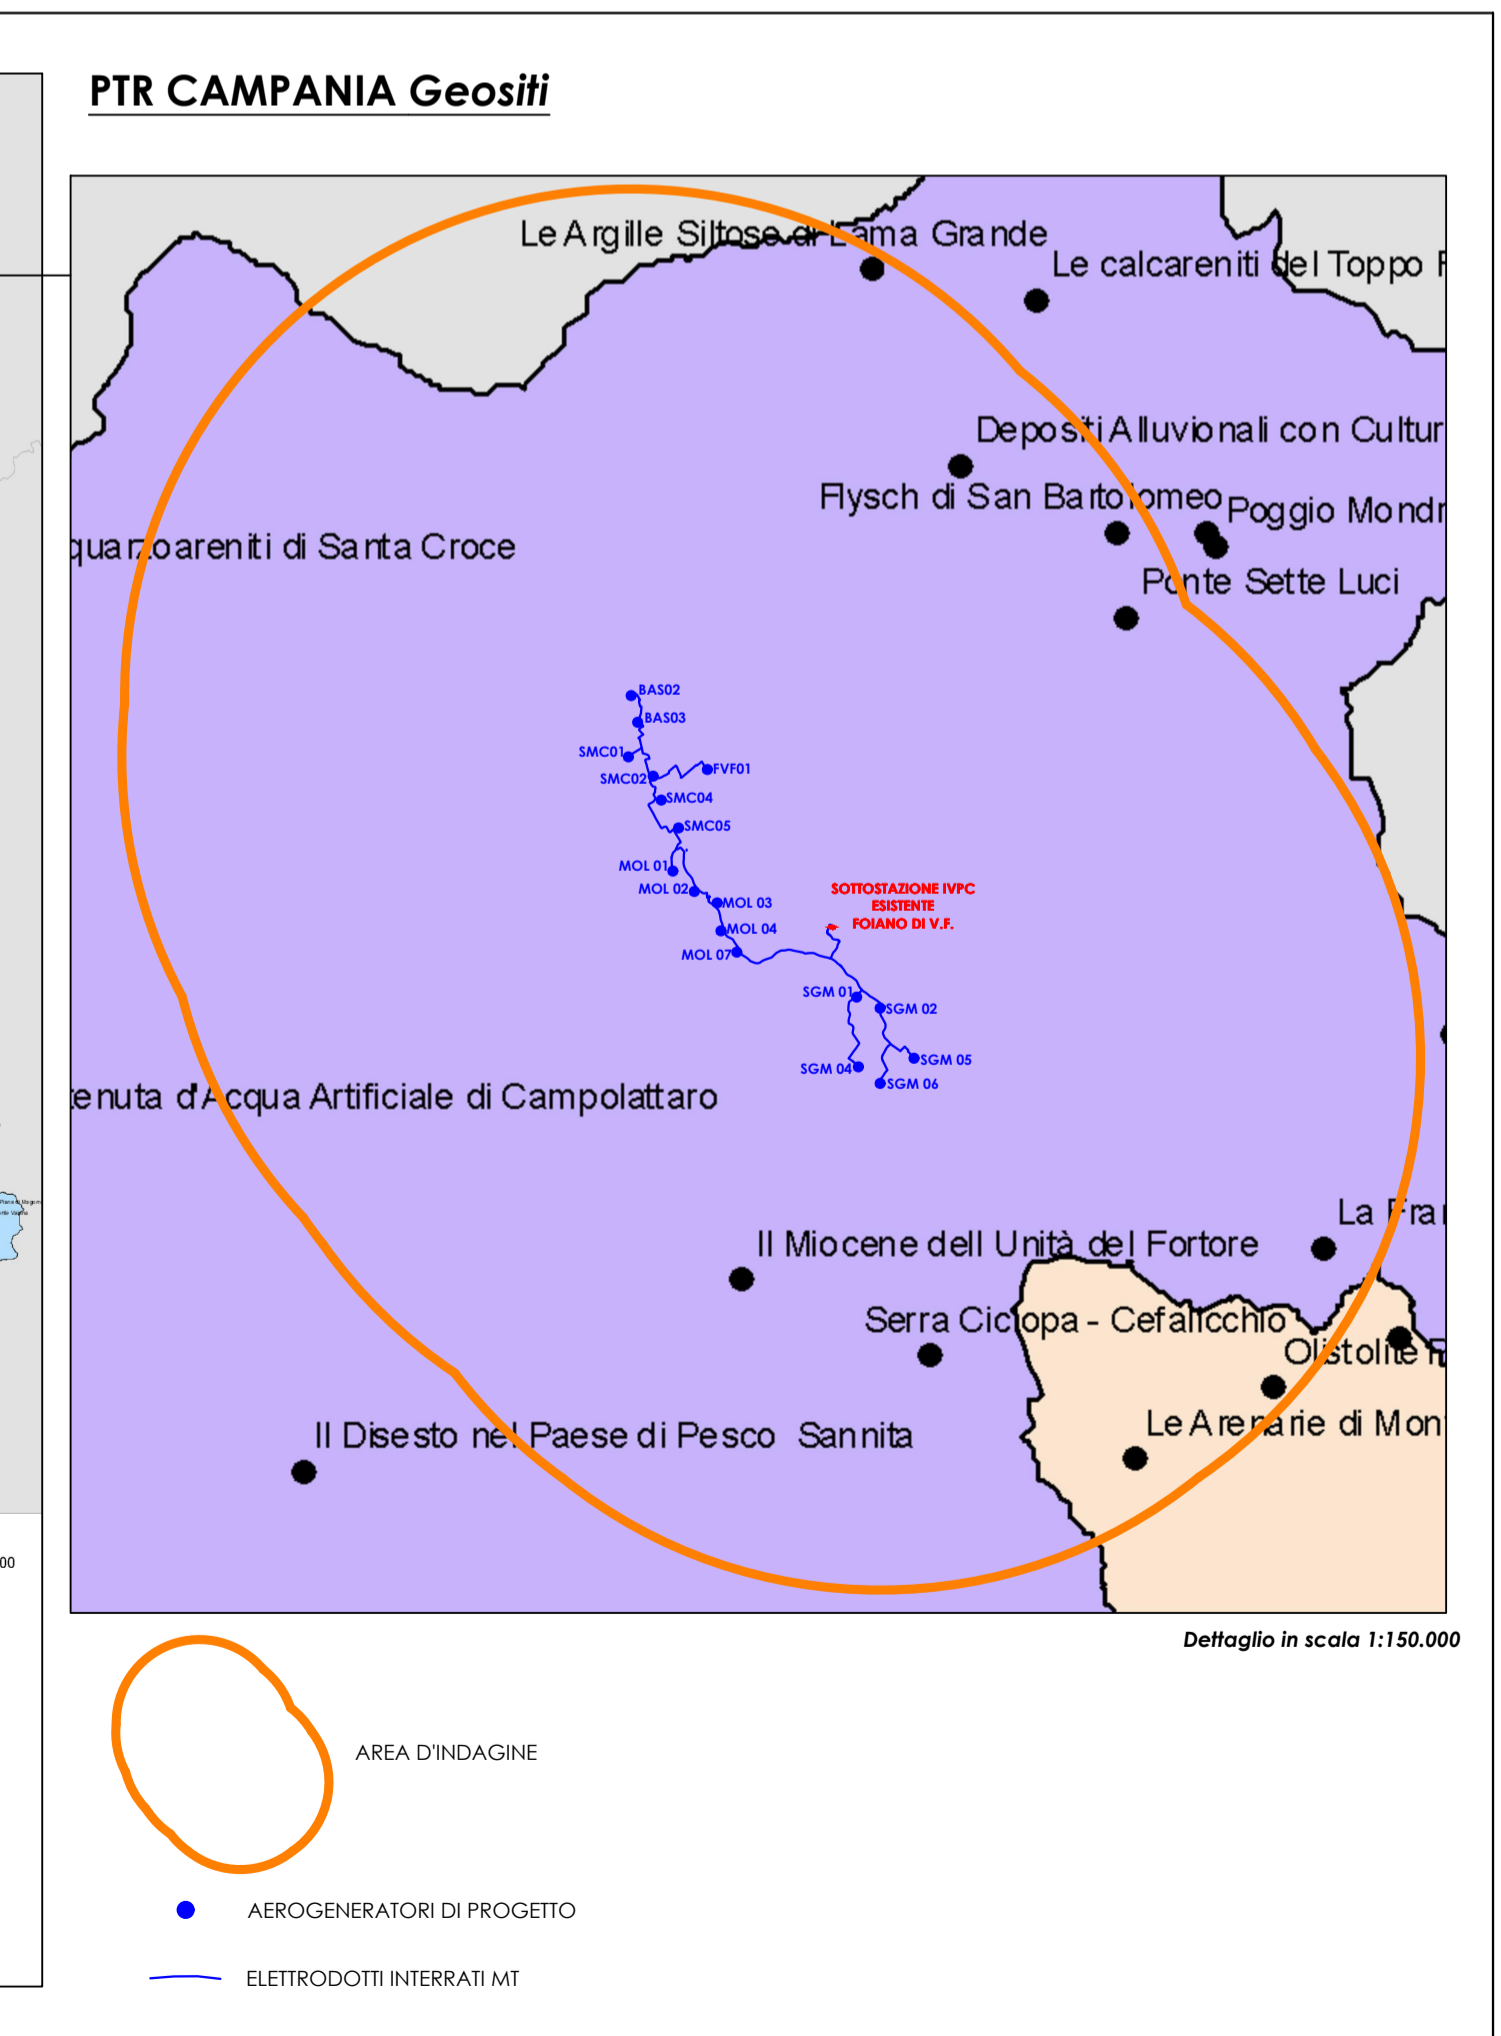 PTR CAMPANIA Geositi
Le Argille Siltose di Lama Grande
Le calcareniti del Toppo
Depositi Alluvionali con Cultur
Flysch di San Bartolomeo
Poggio Mondr
quarzoareniti di Santa Croce
Ponte Sette Luci
BAS02
BAS03
SMC01
FVF01
SMC02
SMC04
SMC05
MOL 01
MOL 02
SOTTOSTAZIONE IVPC
ESISTENTE
FOIANO DI V.F.
MOL 03
MOL 04
MOL 07
SGM 01
SGM 02
SGM 05
SGM 04
SGM 06
tenuta d'Acqua Artificiale di Campolattaro
La Fra
Il Miocene dell Unità del Fortore
Serra Ciclopa - Cefalicchio
Olistolite
Le Arenarie di Mon
Il Disesto nel Paese di Pesco Sannita
00
Dettaglio in scala 1:150.000
AREA D'INDAGINE
AEROGENERATORI DI PROGETTO
ELETTRODOTTI INTERRATI MT